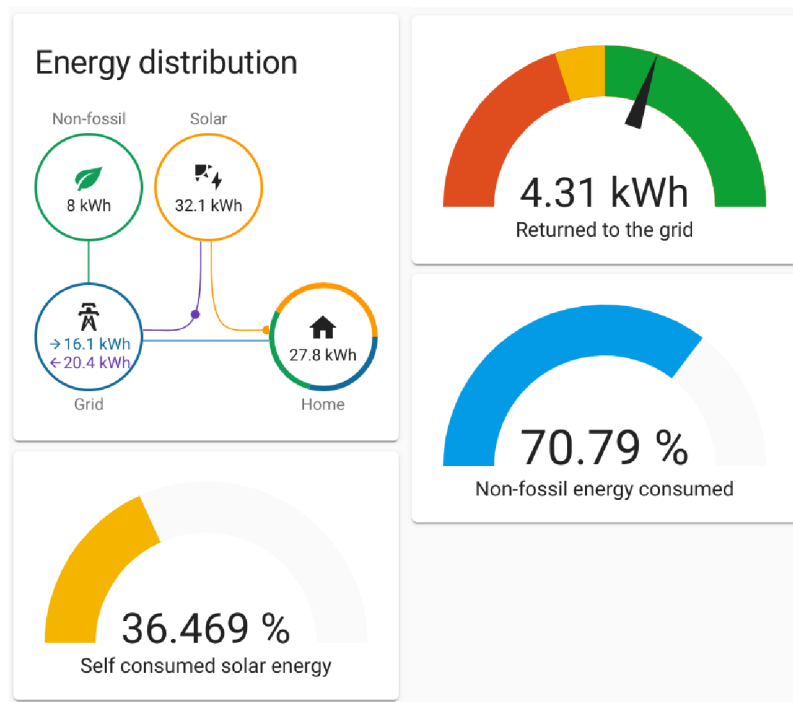 Energy distribution
Non-fossil
Solar
8 kWh
32.1 kWh
→16.1 kWh
←20.4 kWh
27.8 kWh
Grid
Home
36.469 %
Self consumed solar energy
4.31 kWh
Returned to the grid
70.79 %
Non-fossil energy consumed